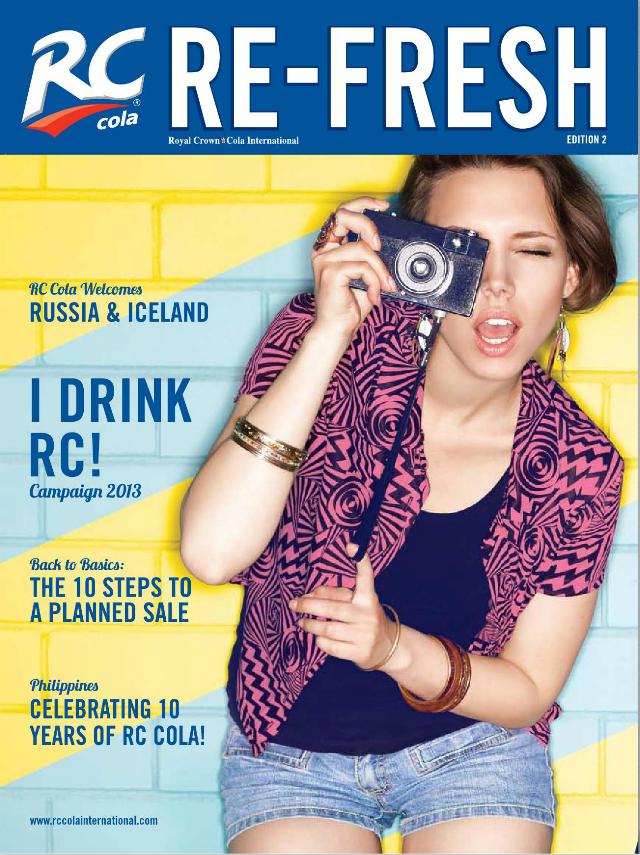 RC
cola
RE-FRESH
Royal Crown Cola International
EDITION 2
RC Cola Welcomes
RUSSIA & ICELAND
I DRINK
RC!
Campaign 2013
Back to Basics:
THE 10 STEPS TO
A PLANNED SALE
Philippines
CELEBRATING 10
YEARS OF RC COLA!
www.rccolainternational.com